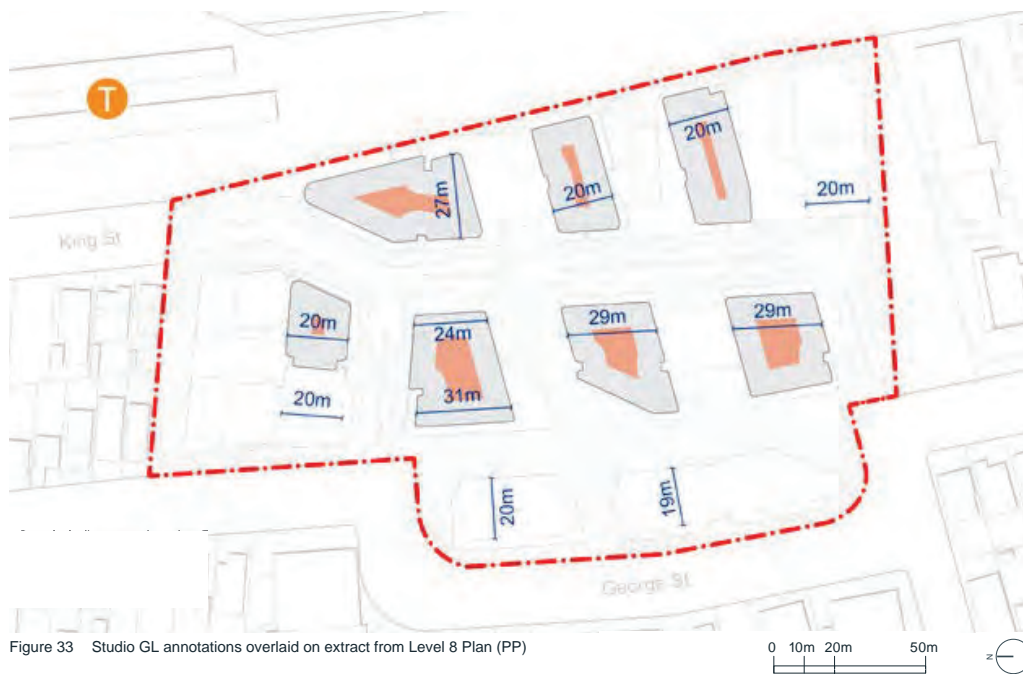 T
20m
20m
20m
27m
King St
20m
24m
29m
29m
20m
31m
20m
19m
George St
Figure 33 Studio GL annotations overlaid on extract from Level 8 Plan (PP)
0 10m 20m 50m
N